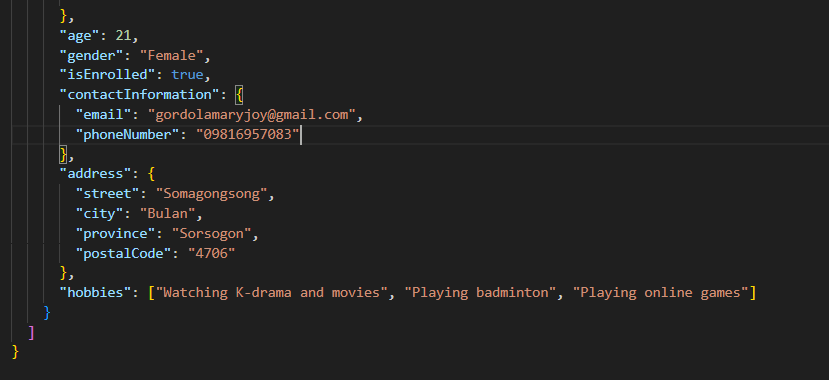 },
"age": 21,
"gender": "Female",
"isEnrolled": true,
"contactInformation": {
"email": "gordolamaryjoy@gmail.com",
"phoneNumber": "09816957083"
},
"address": {
"street": "Somagongsong",
"city": "Bulan",
"province": "Sorsogon",
"postalCode": "4706"
},
"hobbies": ["Watching K-drama and movies", "Playing badminton", "Playing online games"]
}
]
}